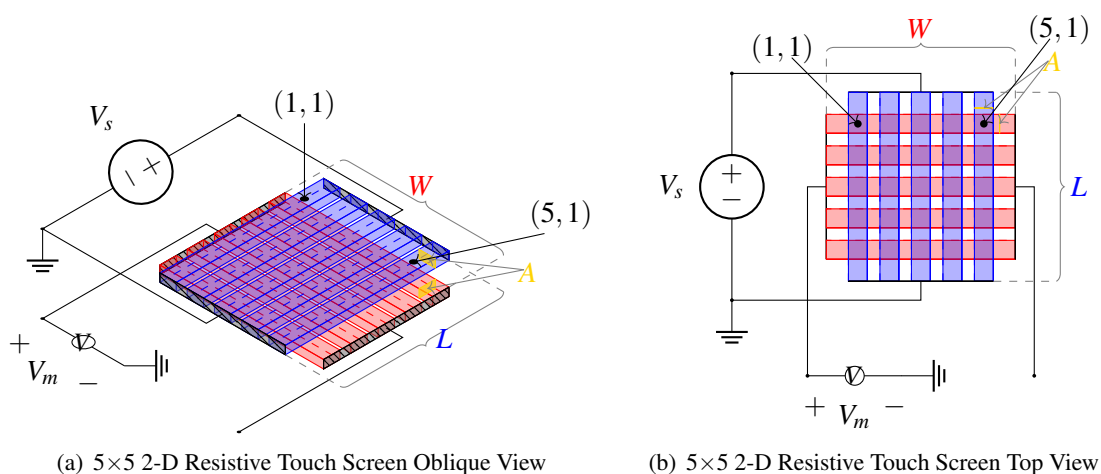 (1,1)
V_s
W
(5,1)
A
L
+
V
V_m
−
(a) 5×5 2-D Resistive Touch Screen Oblique View
W
(5,1)
(1,1)
A
V_s
+
−
L
V
+ V_m −
(b) 5×5 2-D Resistive Touch Screen Top View